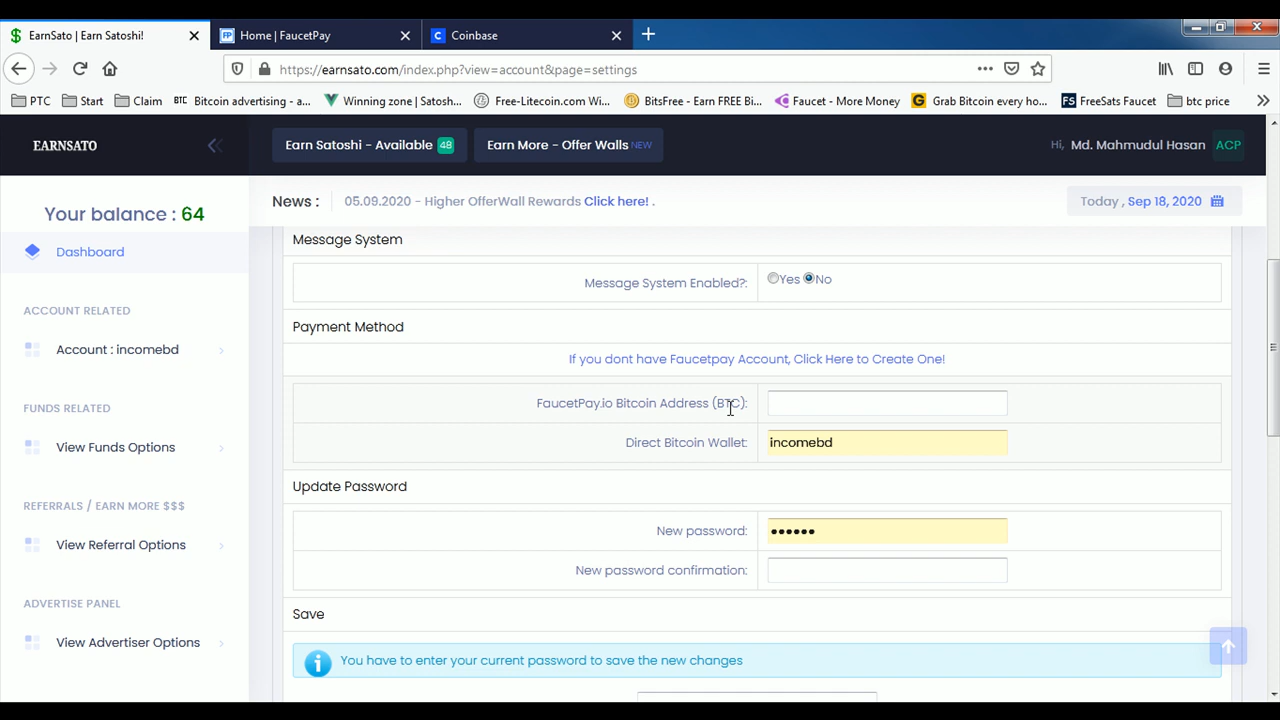 EarnSato | Earn Satoshi!
Home | FaucetPay
Coinbase
https://earnsato.com/index.php?view=account&page=settings
PTC
Start
Claim
Bitcoin advertising - a...
Winning zone | Satosh...
Free-Litecoin.com Wi...
BitsFree - Earn FREE Bi...
Faucet - More Money
Grab Bitcoin every ho...
FreeSats Faucet
btc price
EARNSATO
Earn Satoshi - Available 48
Earn More - Offer Walls NEW
Hi, Md. Mahmudul Hasan ACP
Your balance : 64
News :
05.09.2020 - Higher OfferWall Rewards Click here! .
Today , Sep 18, 2020
Dashboard
ACCOUNT RELATED
Account : incomebd
FUNDS RELATED
View Funds Options
REFERRALS / EARN MORE $$$
View Referral Options
ADVERTISE PANEL
View Advertiser Options
Message System
Message System Enabled?:
Yes No
Payment Method
If you dont have Faucetpay Account, Click Here to Create One!
FaucetPay.io Bitcoin Address (BTC):
Direct Bitcoin Wallet:
incomebd
Update Password
New password:
••••••
New password confirmation:
Save
You have to enter your current password to save the new changes